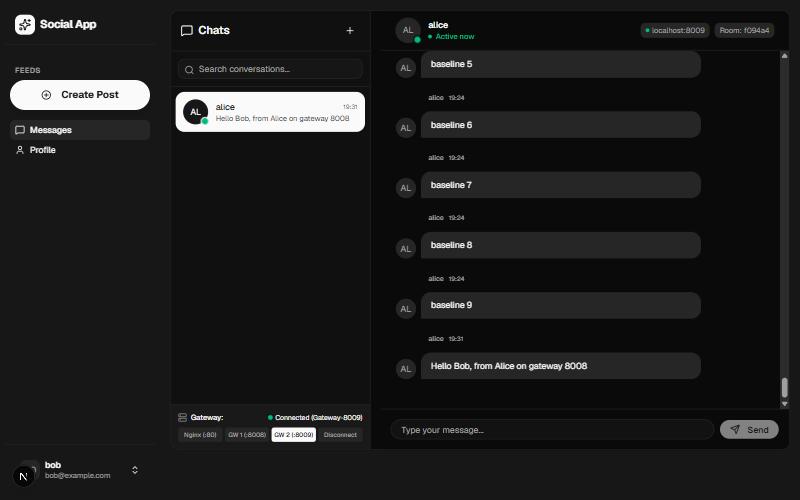 Social App
FEEDS
Create Post
Messages
Profile
N
bob
bob@example.com
Chats
+
Search conversations...
AL
alice
19:31
Hello Bob, from Alice on gateway 8008
Gateway:
Connected (Gateway-8009)
Nginx (:80)
GW 1 (:8008)
GW 2 (:8009)
Disconnect
AL
alice
Active now
localhost:8009
Room: f094a4
AL
baseline 5
alice 19:24
AL
baseline 6
alice 19:24
AL
baseline 7
alice 19:24
AL
baseline 8
alice 19:24
AL
baseline 9
alice 19:31
AL
Hello Bob, from Alice on gateway 8008
Type your message...
Send